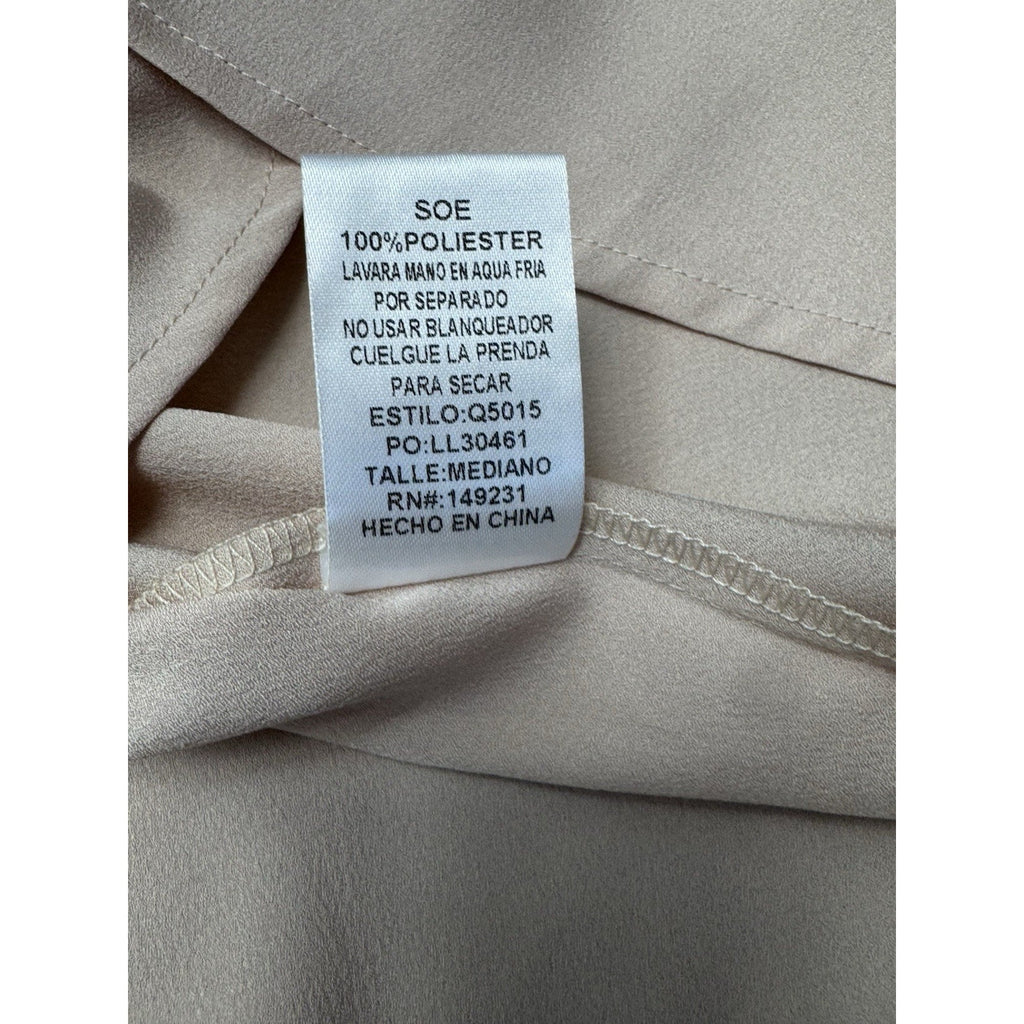 SOE
100%POLIESTER
LAVARA MANO EN AQUA FRIA
POR SEPARADO
NO USAR BLANQUEADOR
CUELGUE LA PRENDA
PARA SECAR
ESTILO:Q5015
PO:LL30461
TALLE:MEDIANO
RN#:149231
HECHO EN CHINA